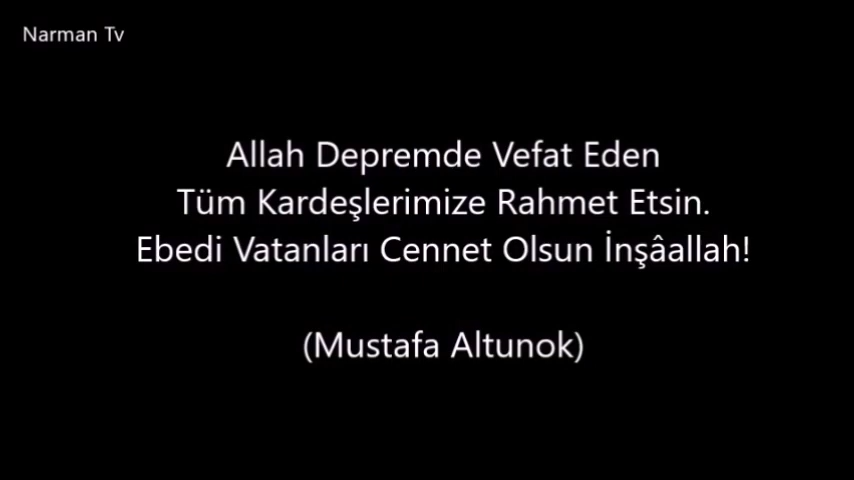 Narman Tv
Allah Depremde Vefat Eden
Tüm Kardeşlerimize Rahmet Etsin.
Ebedi Vatanları Cennet Olsun İnşâallah!
(Mustafa Altunok)